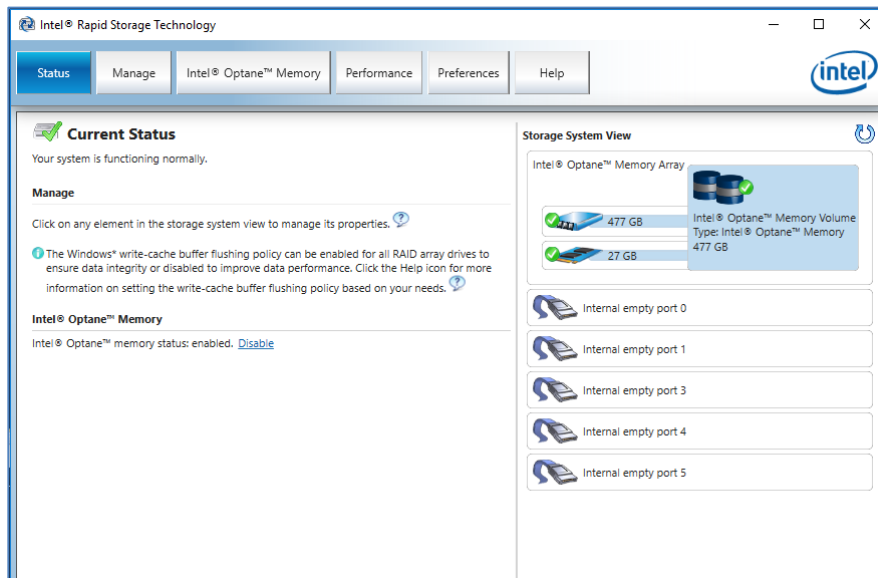 Intel® Rapid Storage Technology
Status
Manage
Intel® Optane™ Memory
Performance
Preferences
Help
intel
Current Status
Your system is functioning normally.
Manage
Click on any element in the storage system view to manage its properties.
The Windows* write-cache buffer flushing policy can be enabled for all RAID array drives to
ensure data integrity or disabled to improve data performance. Click the Help icon for more
information on setting the write-cache buffer flushing policy based on your needs.
Intel® Optane™ Memory
Intel® Optane™ memory status: enabled. Disable
Storage System View
Intel® Optane™ Memory Array
477 GB
27 GB
Intel® Optane™ Memory Volume
Type: Intel® Optane™ Memory
477 GB
Internal empty port 0
Internal empty port 1
Internal empty port 3
Internal empty port 4
Internal empty port 5